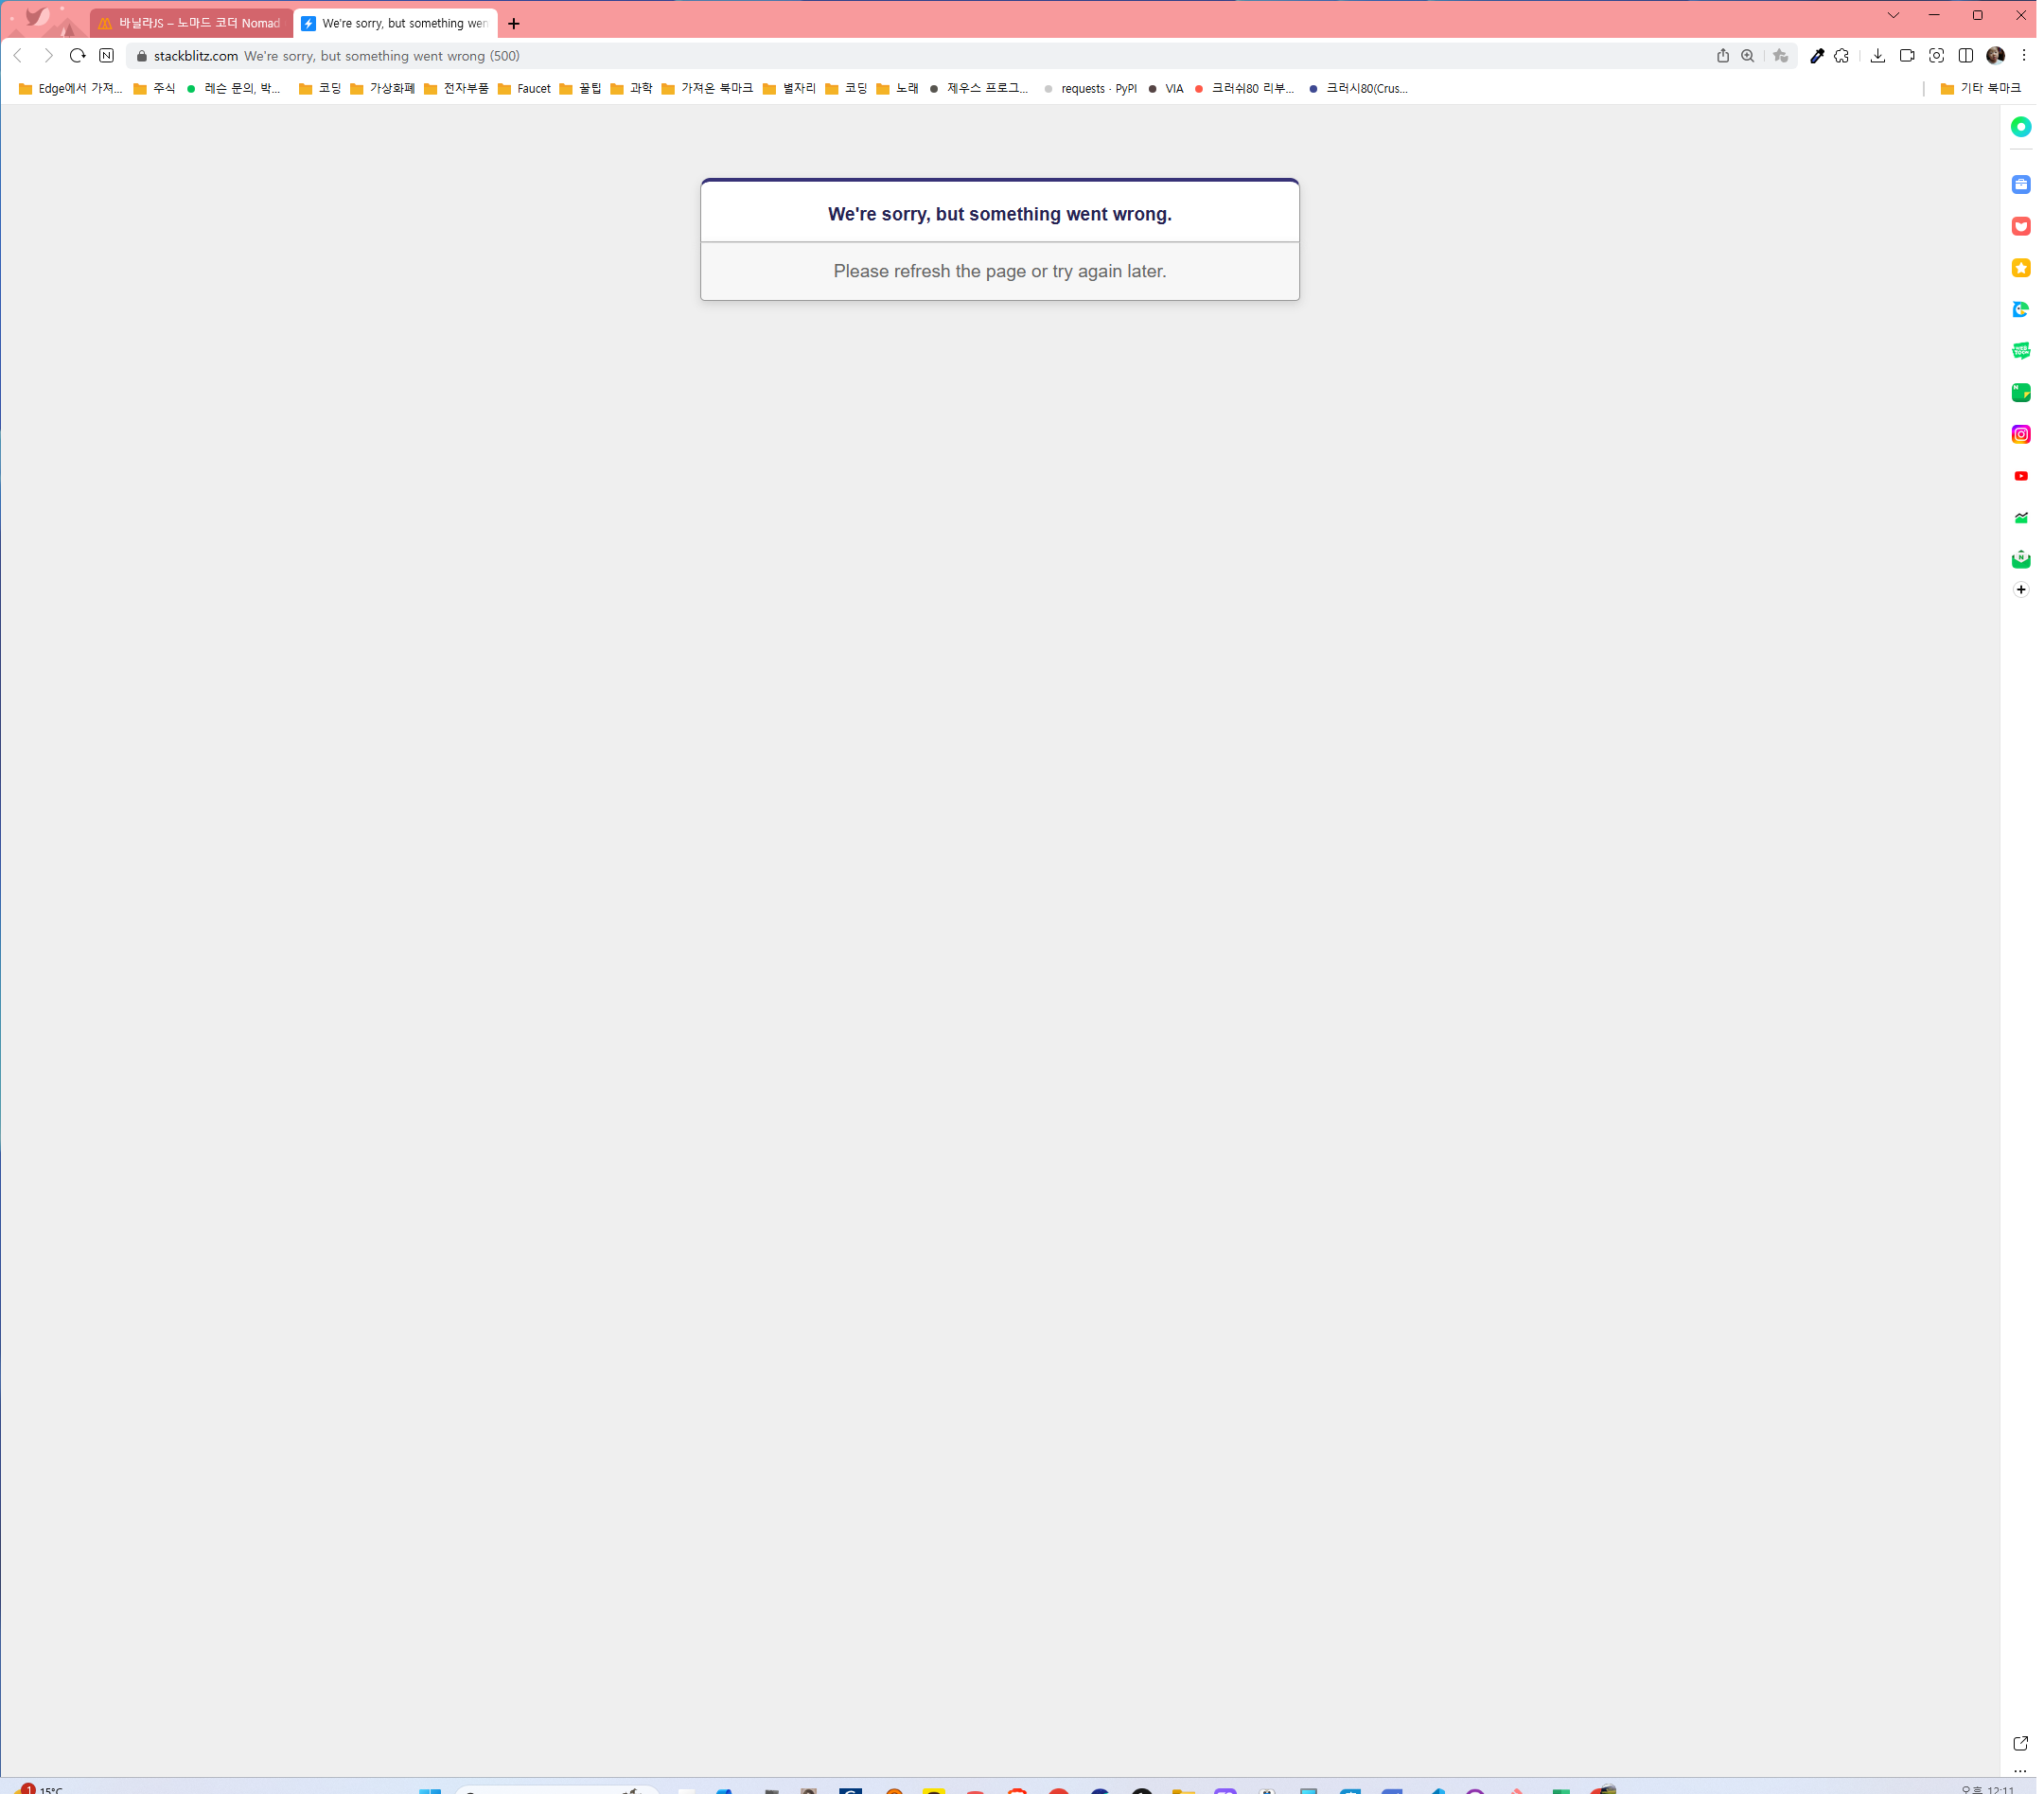 바닐라JS – 노마드 코더 Nomad
We're sorry, but something wen
stackblitz.com We're sorry, but something went wrong (500)
Edge에서 가져... 주식 레슨 문의, 박... 코딩 가상화폐 전자부품 Faucet 꿀팁 과학 가져온 북마크 별자리 코딩 노래 제우스 프로그... requests · PyPI VIA 크러쉬80 리부... 크러시80(Crus... 기타 북마크
We're sorry, but something went wrong.
Please refresh the page or try again later.
1 15°C
오후 12:11